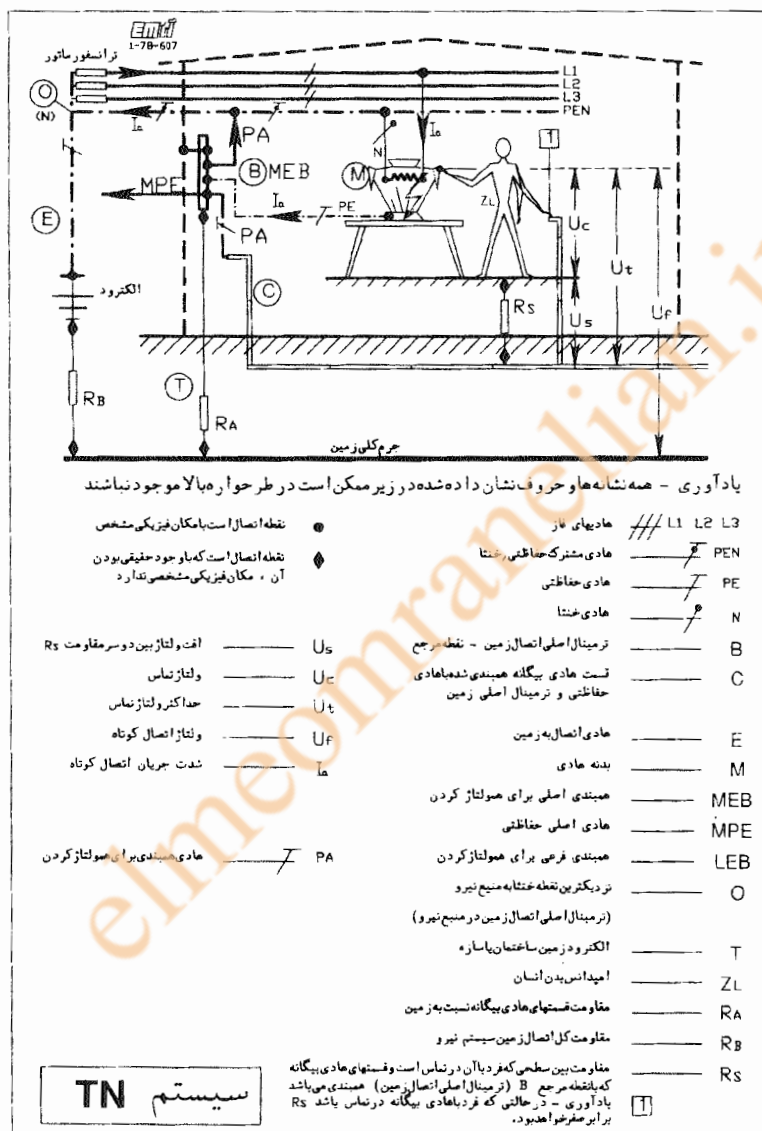 Emdi
1-78-607
ترانسفورماتور
L1
L2
L3
PEN
O
(N)
Ia
PA
N
Ia
1
B MEB
M
MPE
Ia
PE
ZL
Uc
Ut
Uf
E
PA
C
RS
Us
الکترود
T
RB
RA
جرم کلی زمین
یادآوری - همه نشانه ها و حروف نشان داده شده در زیر ممکن است در طرحواره بالا موجود نباشند
هادیهای فاز L1 L2 L3
هادی مشترک حفاظتی، خنثا PEN
هادی حفاظتی PE
هادی خنثا N
ترمینال اصلی اتصال زمین - نقطه مرجع B
قسمت هادی بیگانه همبندی شده با هادی C
حفاظتی و ترمینال اصلی زمین
هادی اتصال به زمین E
بدنه هادی M
همبندی اصلی برای همولتاژ کردن MEB
هادی اصلی حفاظتی MPE
همبندی فرعی برای همولتاژ کردن LEB
نزدیکترین نقطه خنثا به منبع نیرو O
(ترمینال اصلی اتصال زمین در منبع نیرو)
الکترود زمین ساختمان یا سازه T
امپدانس بدن انسان ZL
مقاومت قسمتهای هادی بیگانه نسبت به زمین RA
مقاومت کل اتصال زمین سیستم نیرو RB
مقاومت بین سطحی که فرد با آن در تماس است و قسمتهای هادی بیگانه RS
که با نقطه مرجع B (ترمینال اصلی اتصال زمین) همبندی می باشد
یادآوری - در حالتی که فرد با هادی بیگانه در تماس باشد RS 1
برابر صفر خواهد بود.
نقطه اتصال است با مکان فیزیکی مشخص
نقطه اتصال است که با وجود حقیقی بودن
آن ، مکان فیزیکی مشخصی ندارد
افت ولتاژ بین دو سر مقاومت RS Us
ولتاژ تماس Uc
حداکثر ولتاژ تماس Ut
ولتاژ اتصال کوتاه Uf
شدت جریان اتصال کوتاه Ia
هادی همبندی برای همولتاژ کردن PA
سیستم TN
elmeomranelian.ir